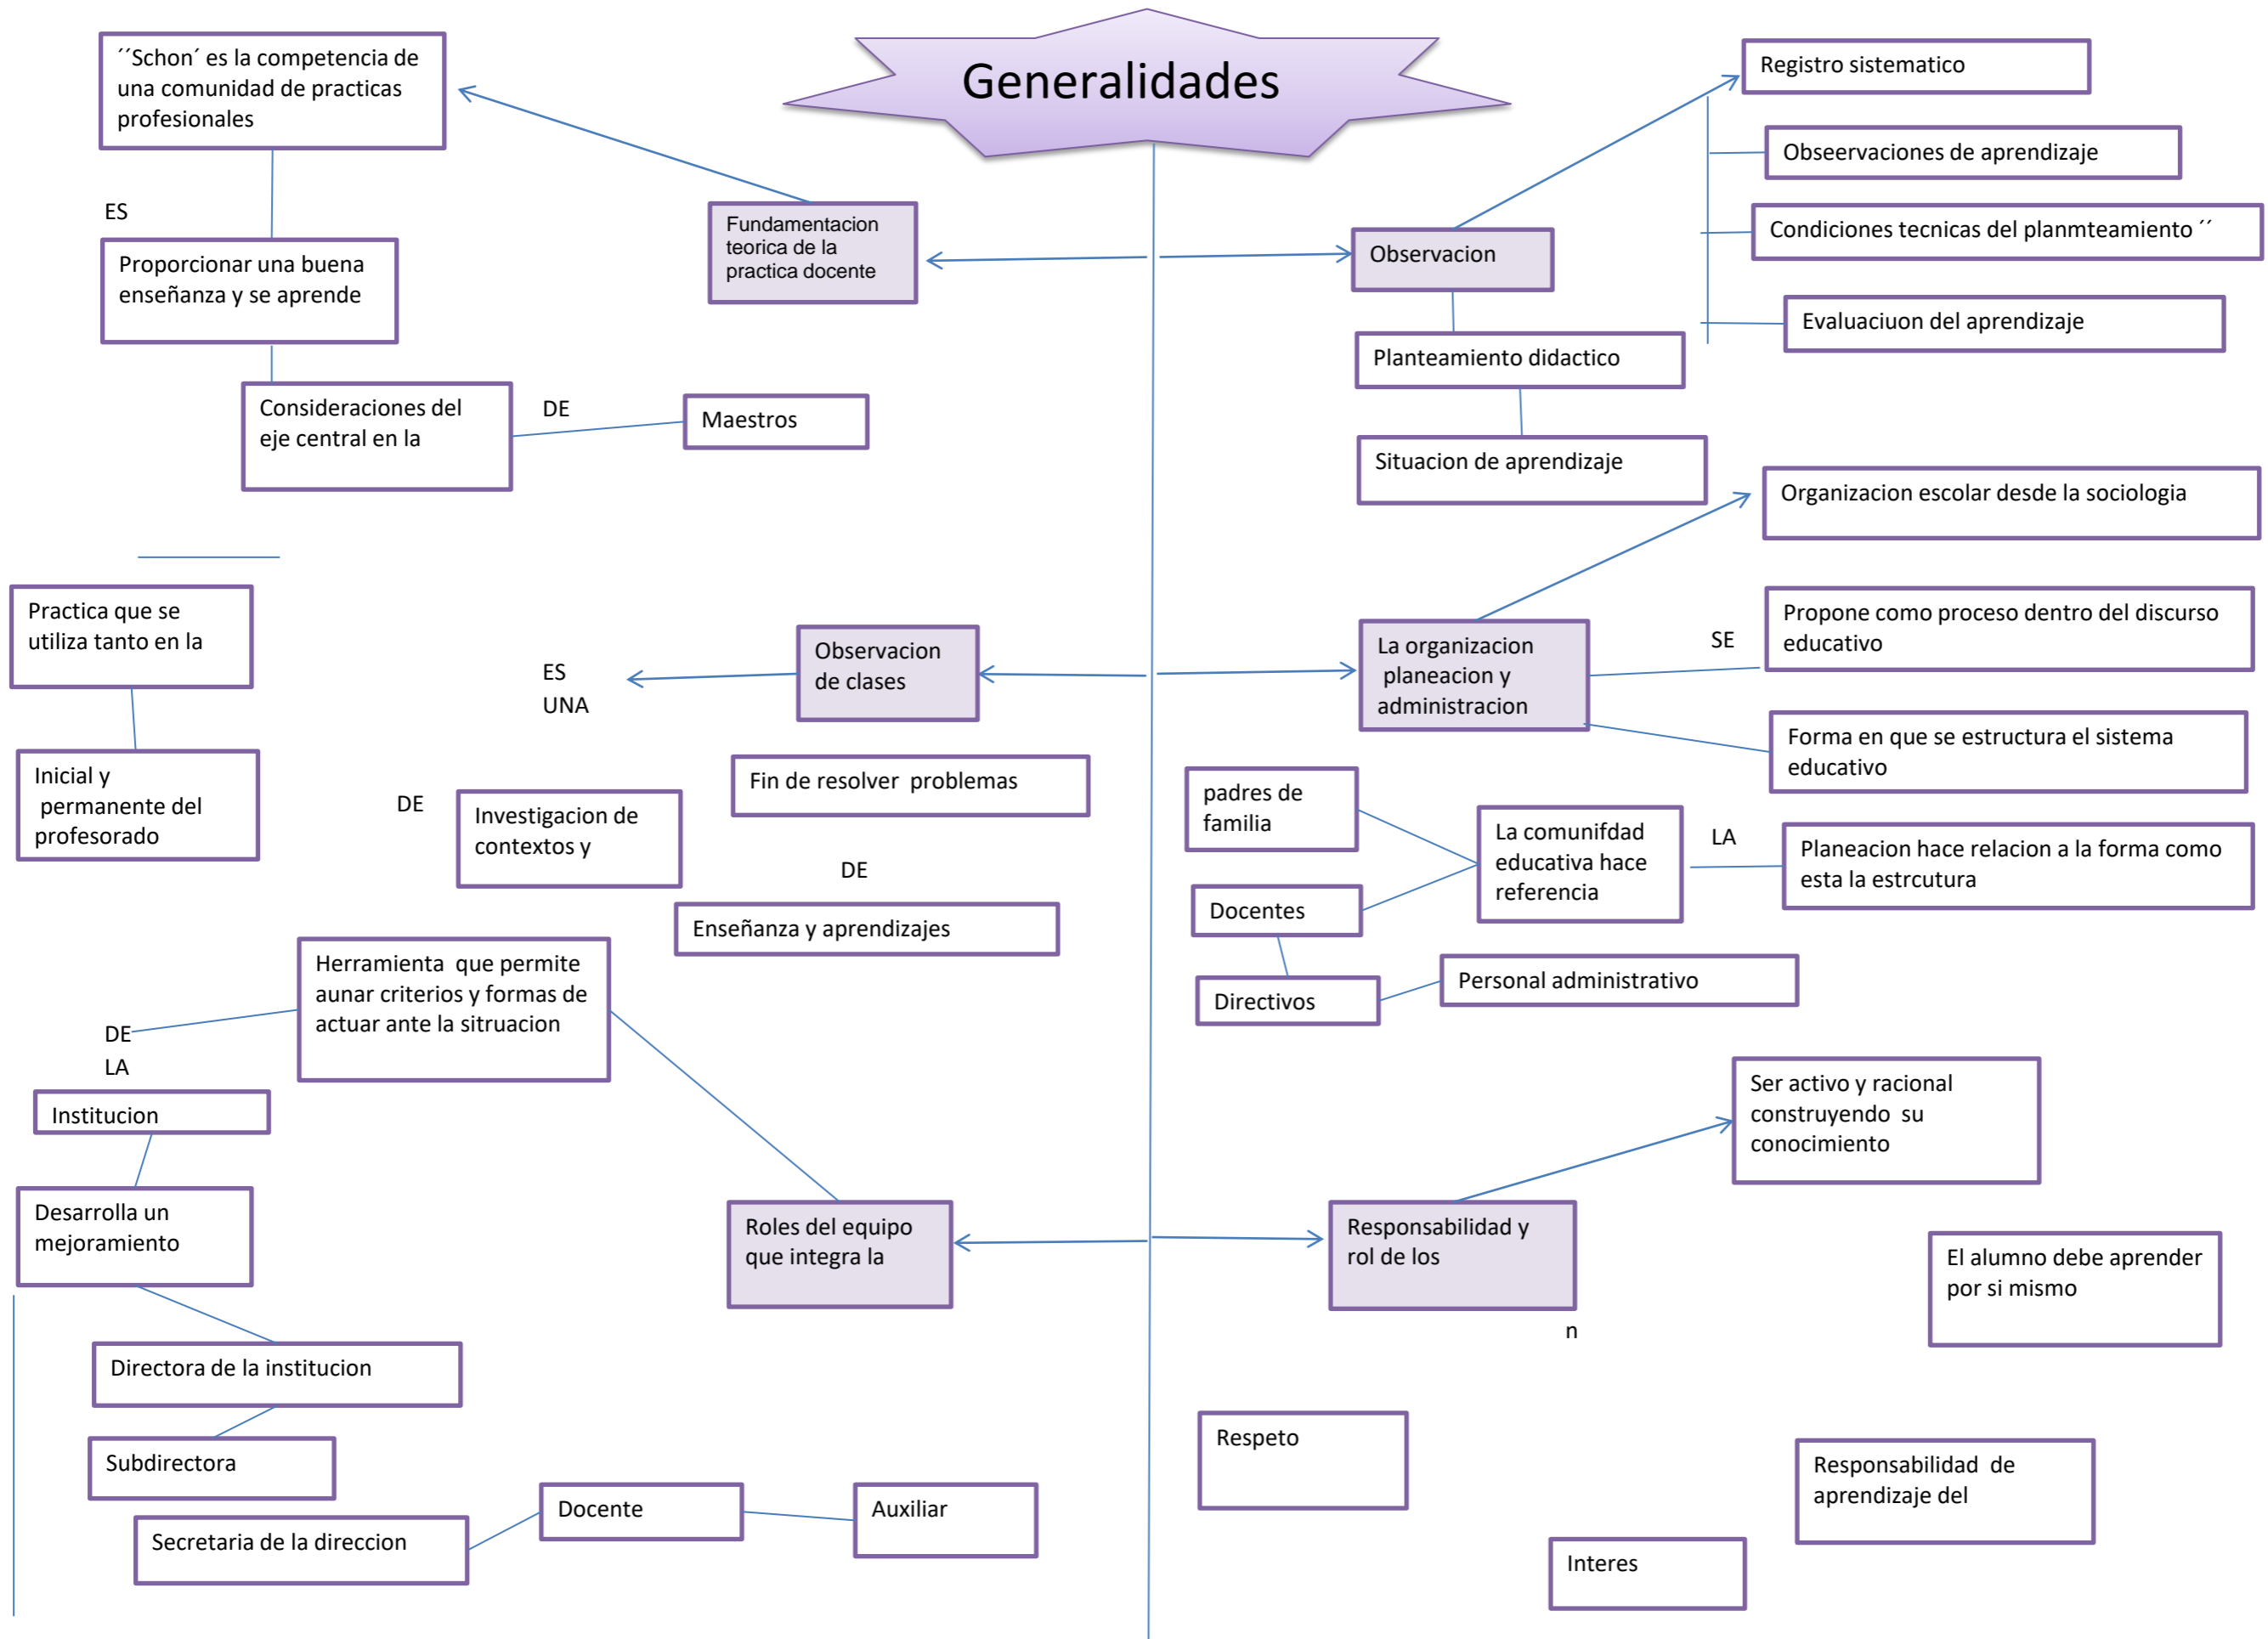 Generalidades
´´Schon´ es la competencia de
una comunidad de practicas
profesionales
ES
Proporcionar una buena
enseñanza y se aprende
Consideraciones del
eje central en la
DE
Maestros
Fundamentacion
teorica de la
practica docente
Observacion
Registro sistematico
Obseervaciones de aprendizaje
Condiciones tecnicas del planmteamiento ´´
Evaluaciuon del aprendizaje
Planteamiento didactico
Situacion de aprendizaje
Practica que se
utiliza tanto en la
Inicial y
permanente del
profesorado
ES
UNA
Observacion
de clases
DE
Investigacion de
contextos y
Fin de resolver problemas
DE
Enseñanza y aprendizajes
La organizacion
planeacion y
administracion
Organizacion escolar desde la sociologia
SE
Propone como proceso dentro del discurso
educativo
Forma en que se estructura el sistema
educativo
padres de
familia
La comunifdad
educativa hace
referencia
LA
Planeacion hace relacion a la forma como
esta la estrcutura
Docentes
Directivos
Personal administrativo
Herramienta que permite
aunar criterios y formas de
actuar ante la sitruacion
DE
LA
Institucion
Desarrolla un
mejoramiento
Roles del equipo
que integra la
Directora de la institucion
Subdirectora
Secretaria de la direccion
Docente
Auxiliar
Responsabilidad y
rol de los
n
Ser activo y racional
construyendo su
conocimiento
El alumno debe aprender
por si mismo
Respeto
Responsabilidad de
aprendizaje del
Interes